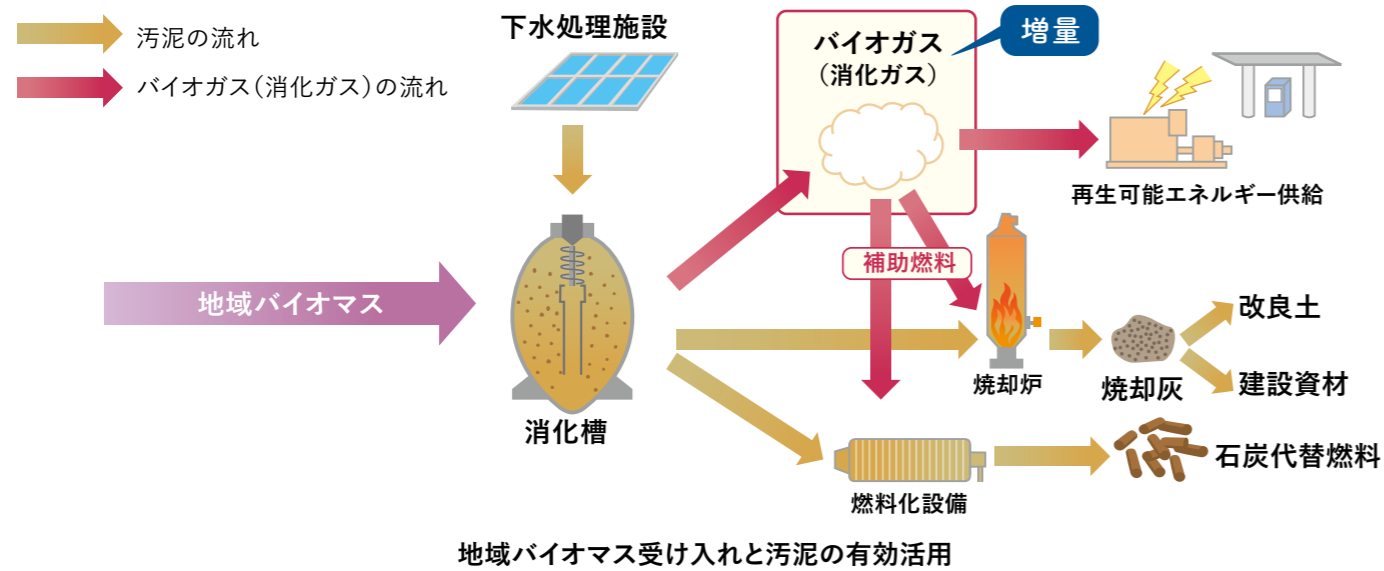 汚泥の流れ
バイオガス(消化ガス)の流れ
下水処理施設
バイオガス
(消化ガス)
増量
再生可能エネルギー供給
地域バイオマス
補助燃料
消化槽
焼却炉
焼却灰
改良土
建設資材
燃料化設備
石炭代替燃料
地域バイオマス受け入れと汚泥の有効活用